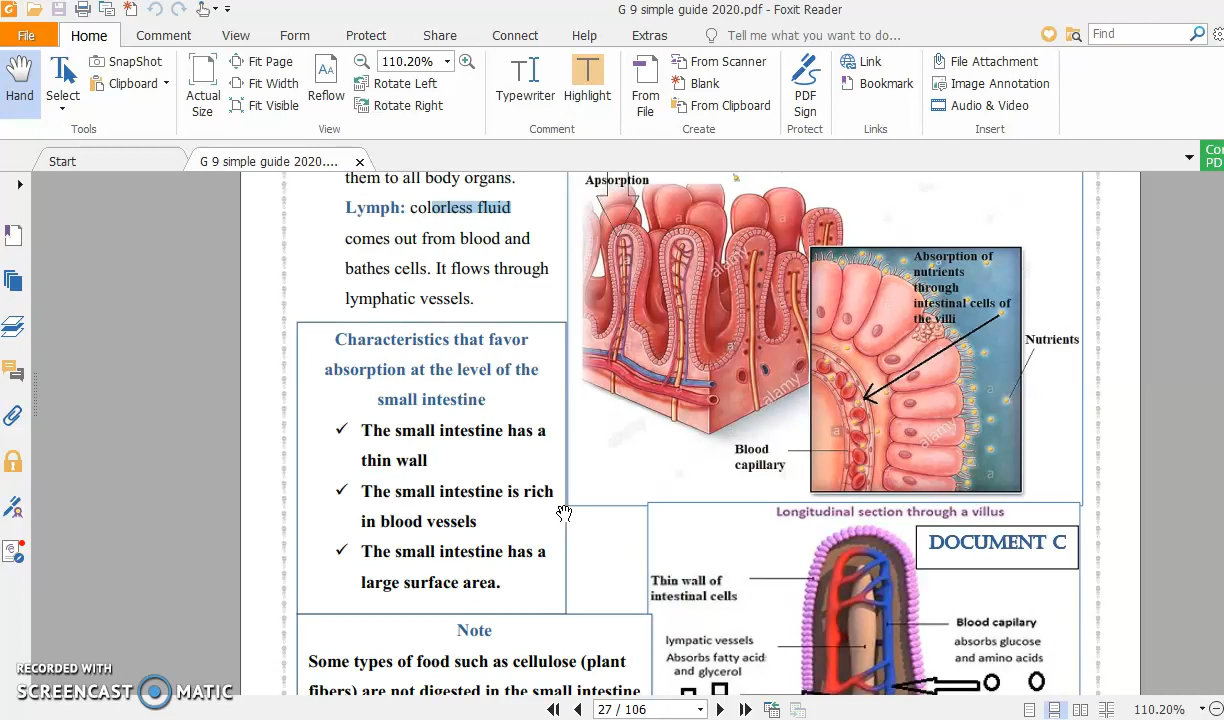 G 9 simple guide 2020.pdf - Foxit Reader
File Home Comment View Form Protect Share Connect Help Extras Tell me what you want to do... Find
Hand
Select
SnapShot
Clipboard
Tools
Actual Size
Fit Page
Fit Width
Fit Visible
Reflow
110.20%
Rotate Left
Rotate Right
View
Typewriter
Highlight
Comment
From File
From Scanner
Blank
From Clipboard
Create
PDF Sign
Protect
Link
Bookmark
Links
File Attachment
Image Annotation
Audio & Video
Insert
Start
G 9 simple guide 2020....
Con
PD
them to all body organs.
Lymph: colorless fluid
comes out from blood and
bathes cells. It flows through
lymphatic vessels.
Characteristics that favor
absorption at the level of the
small intestine
✓ The small intestine has a
thin wall
✓ The small intestine is rich
in blood vessels
✓ The small intestine has a
large surface area.
Note
Some types of food such as cellulose (plant
fibers) are not digested in the small intestine
Apsorption
Absorption of
nutrients
through
intestinal cells of
the villi
Nutrients
Blood
capillary
alamy
alamy
alamy
Longitudinal section through a villus
DOCUMENT C
Thin wall of
intestinal cells
lympatic vessels
Absorbs fatty acid
and glycerol
Blood capilary
absorbs glucose
and amino acids
RECORDED WITH
SCREENCAST MATIC
27 / 106
110.20%